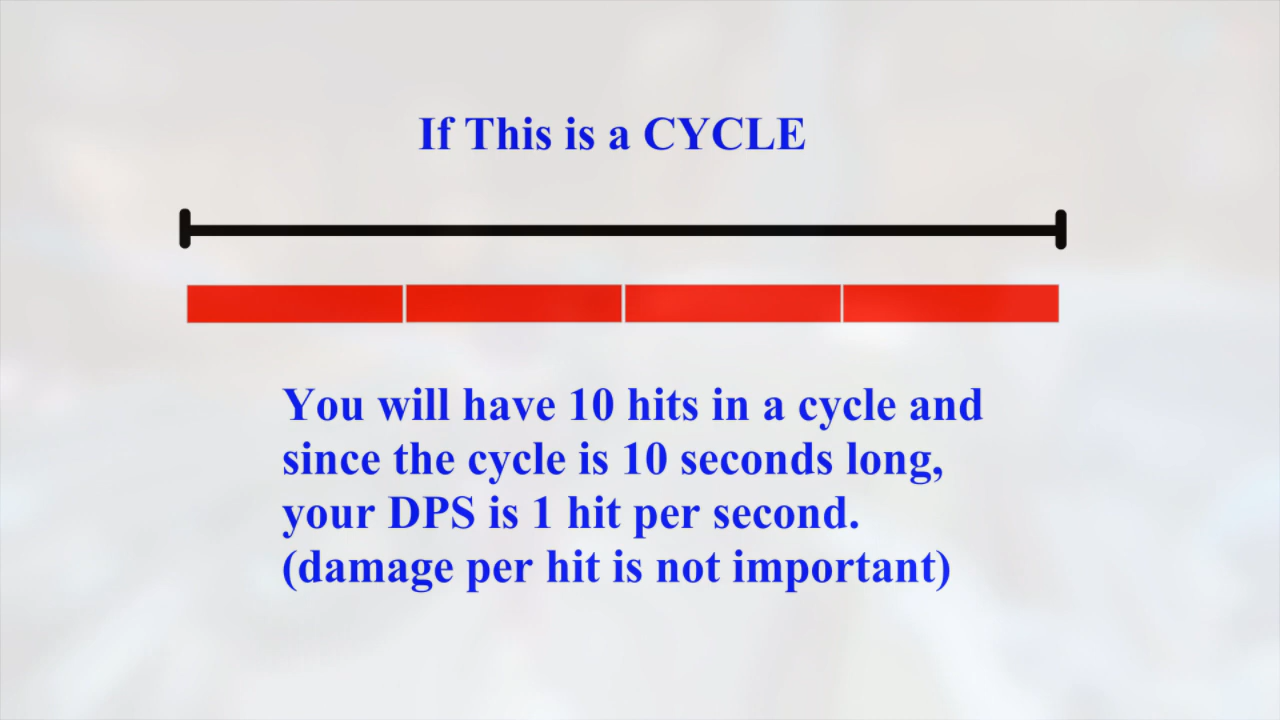 If This is a CYCLE
You will have 10 hits in a cycle and
since the cycle is 10 seconds long,
your DPS is 1 hit per second.
(damage per hit is not important)